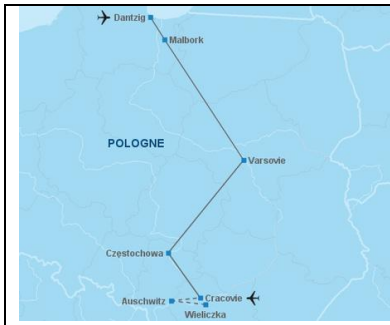 Dantzig
Malbork
POLOGNE
Varsovie
Częstochowa
Auschwitz
Cracovie
Wieliczka